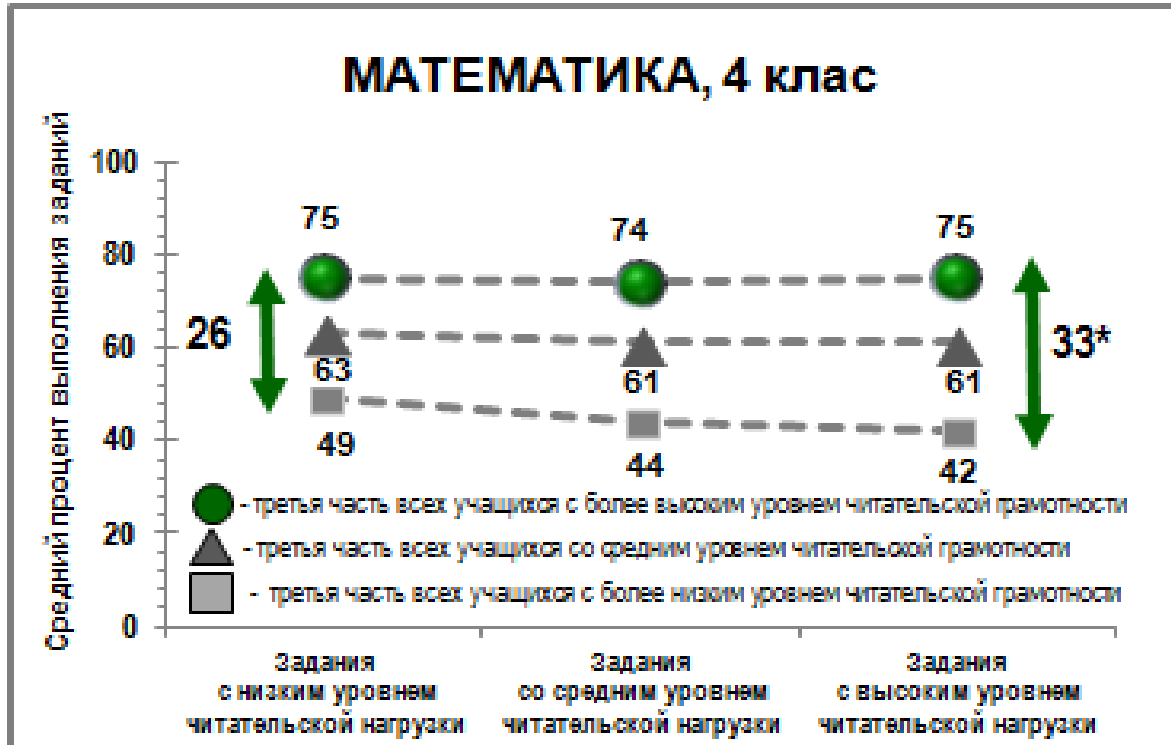 МАТЕМАТИКА, 4 клас
Средний процент выполнения заданий
100
80
60
40
20
0
75
74
75
26
33*
63
61
61
49
44
42
- третья часть всех учащихся с более высоким уровнем читательской грамотности
- третья часть всех учащихся со средним уровнем читательской грамотности
- третья часть всех учащихся с более низким уровнем читательской грамотности
Задания
с низким уровнем
читательской нагрузки
Задания
со средним уровнем
читательской нагрузки
Задания
с высоким уровнем
читательской нагрузки